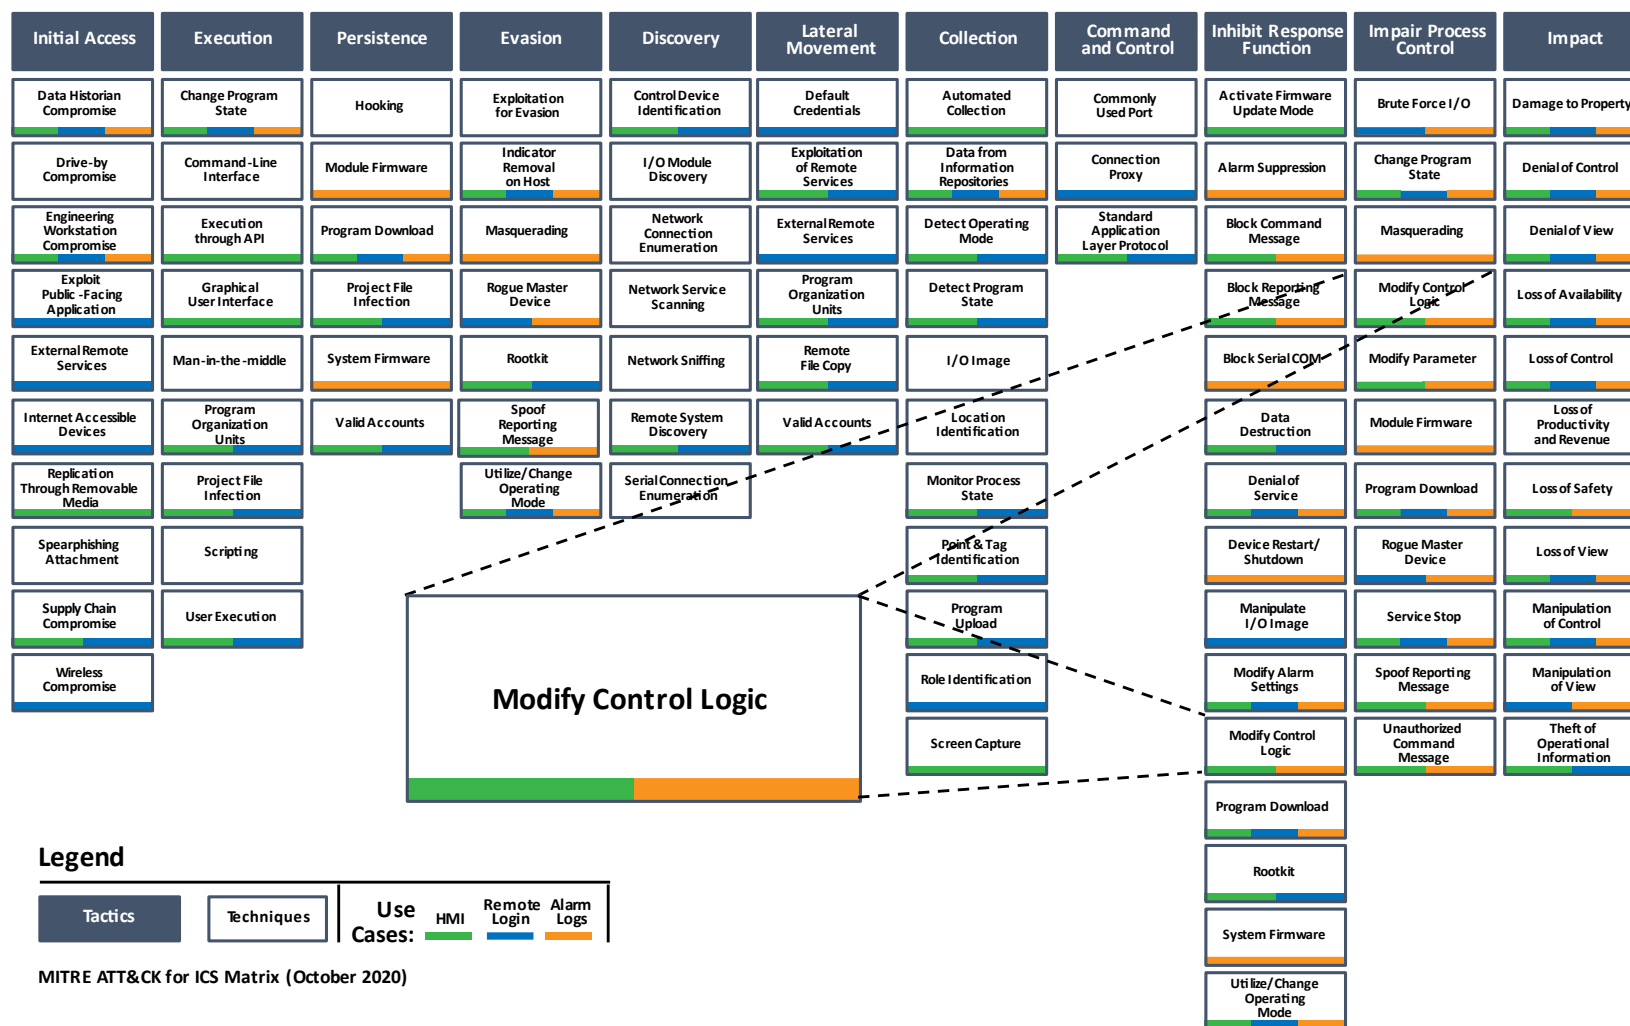 Initial Access
Execution
Persistence
Evasion
Discovery
Lateral
Movement
Collection
Command
and Control
Inhibit Response
Function
Impair Process
Control
Impact
Data Historian
Compromise
Drive-by
Compromise
Engineering
Workstation
Compromise
Exploit
Public -Facing
Application
External Remote
Services
Internet Accessible
Devices
Replication
Through Removable
Media
Spearphishing
Attachment
Supply Chain
Compromise
Wireless
Compromise
Change Program
State
Command-Line
Interface
Execution
through API
Graphical
User Interface
Man-in-the-middle
Program
Organization
Units
Project File
Infection
Scripting
User Execution
Hooking
Module Firmware
Program Download
Project File
Infection
System Firmware
Valid Accounts
Exploitation
for Evasion
Indicator
Removal
on Host
Masquerading
Rogue Master
Device
Rootkit
Spoof
Reporting
Message
Utilize/Change
Operating
Mode
Control Device
Identification
I/O Module
Discovery
Network
Connection
Enumeration
Network Service
Scanning
Network Sniffing
Remote System
Discovery
Serial Connection
Enumeration
Default
Credentials
Exploitation
of Remote
Services
External Remote
Services
Program
Organization
Units
Remote
File Copy
Valid Accounts
Automated
Collection
Data from
Information
Repositories
Detect Operating
Mode
Detect Program
State
I/O Image
Location
Identification
Monitor Process
State
Point & Tag
Identification
Program
Upload
Role Identification
Screen Capture
Commonly
Used Port
Connection
Proxy
Standard
Application
Layer Protocol
Activate Firmware
Update Mode
Alarm Suppression
Block Command
Message
Block Reporting
Message
Block Serial COM
Data
Destruction
Denial of
Service
Device Restart/
Shutdown
Manipulate
I/O Image
Modify Alarm
Settings
Modify Control
Logic
Program Download
Rootkit
System Firmware
Utilize/Change
Operating
Mode
Brute Force I/O
Change Program
State
Masquerading
Modify Control
Logic
Modify Parameter
Module Firmware
Program Download
Rogue Master
Device
Service Stop
Spoof Reporting
Message
Unauthorized
Command
Message
Damage to Property
Denial of Control
Denial of View
Loss of Availability
Loss of Control
Loss of
Productivity
and Revenue
Loss of Safety
Loss of View
Manipulation
of Control
Manipulation
of View
Theft of
Operational
Information
Modify Control Logic
Legend
Tactics
Techniques
Use
Cases:
HMI
Remote
Login
Alarm
Logs
MITRE ATT&CK for ICS Matrix (October 2020)